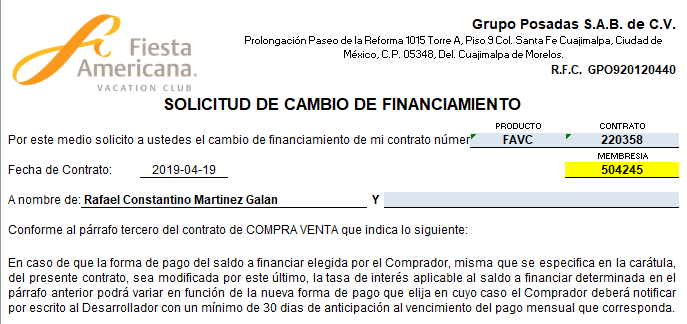 Grupo Posadas S.A.B. de C.V.
Fiesta
Americana.
VACATION CLUB
Prolongación Paseo de la Reforma 1015 Torre A, Piso 9 Col. Santa Fe Cuajimalpa, Ciudad de
México, C.P. 05348, Del. Cuajimalpa de Morelos.
R.F.C. GPO920120440
SOLICITUD DE CAMBIO DE FINANCIAMIENTO
PRODUCTO CONTRATO
Por este medio solicito a ustedes el cambio de financiamiento de mi contrato númer FAVC 220358
MEMBRESIA
Fecha de Contrato: 2019-04-19 504245
A nombre de: Rafael Constantino Martinez Galan Y
Conforme al párrafo tercero del contrato de COMPRA VENTA que indica lo siguiente:
En caso de que la forma de pago del saldo a financiar elegida por el Comprador, misma que se especifica en la carátula,
del presente contrato, sea modificada por este último, la tasa de interés aplicable al saldo a financiar determinada en el
párrafo anterior podrá variar en función de la nueva forma de pago que elija en cuyo caso el Comprador deberá notificar
por escrito al Desarrollador con un mínimo de 30 dias de anticipación al vencimiento del pago mensual que corresponda.